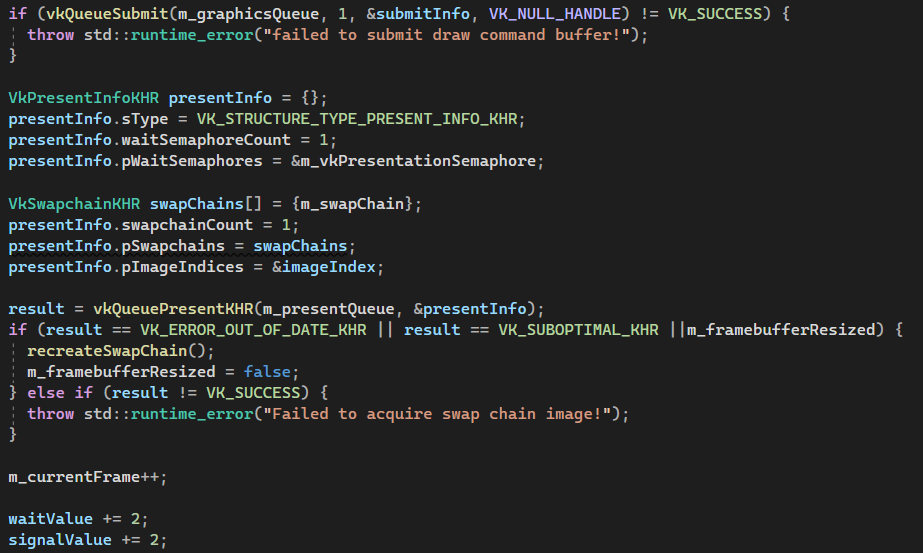 if (vkQueueSubmit(m_graphicsQueue, 1, &submitInfo, VK_NULL_HANDLE) != VK_SUCCESS) {
  throw std::runtime_error("failed to submit draw command buffer!");
}

VkPresentInfoKHR presentInfo = {};
presentInfo.sType = VK_STRUCTURE_TYPE_PRESENT_INFO_KHR;
presentInfo.waitSemaphoreCount = 1;
presentInfo.pWaitSemaphores = &m_vkPresentationSemaphore;

VkSwapchainKHR swapChains[] = {m_swapChain};
presentInfo.swapchainCount = 1;
presentInfo.pSwapchains = swapChains;
presentInfo.pImageIndices = &imageIndex;

result = vkQueuePresentKHR(m_presentQueue, &presentInfo);
if (result == VK_ERROR_OUT_OF_DATE_KHR || result == VK_SUBOPTIMAL_KHR ||m_framebufferResized) {
  recreateSwapChain();
  m_framebufferResized = false;
} else if (result != VK_SUCCESS) {
  throw std::runtime_error("Failed to acquire swap chain image!");
}

m_currentFrame++;

waitValue += 2;
signalValue += 2;